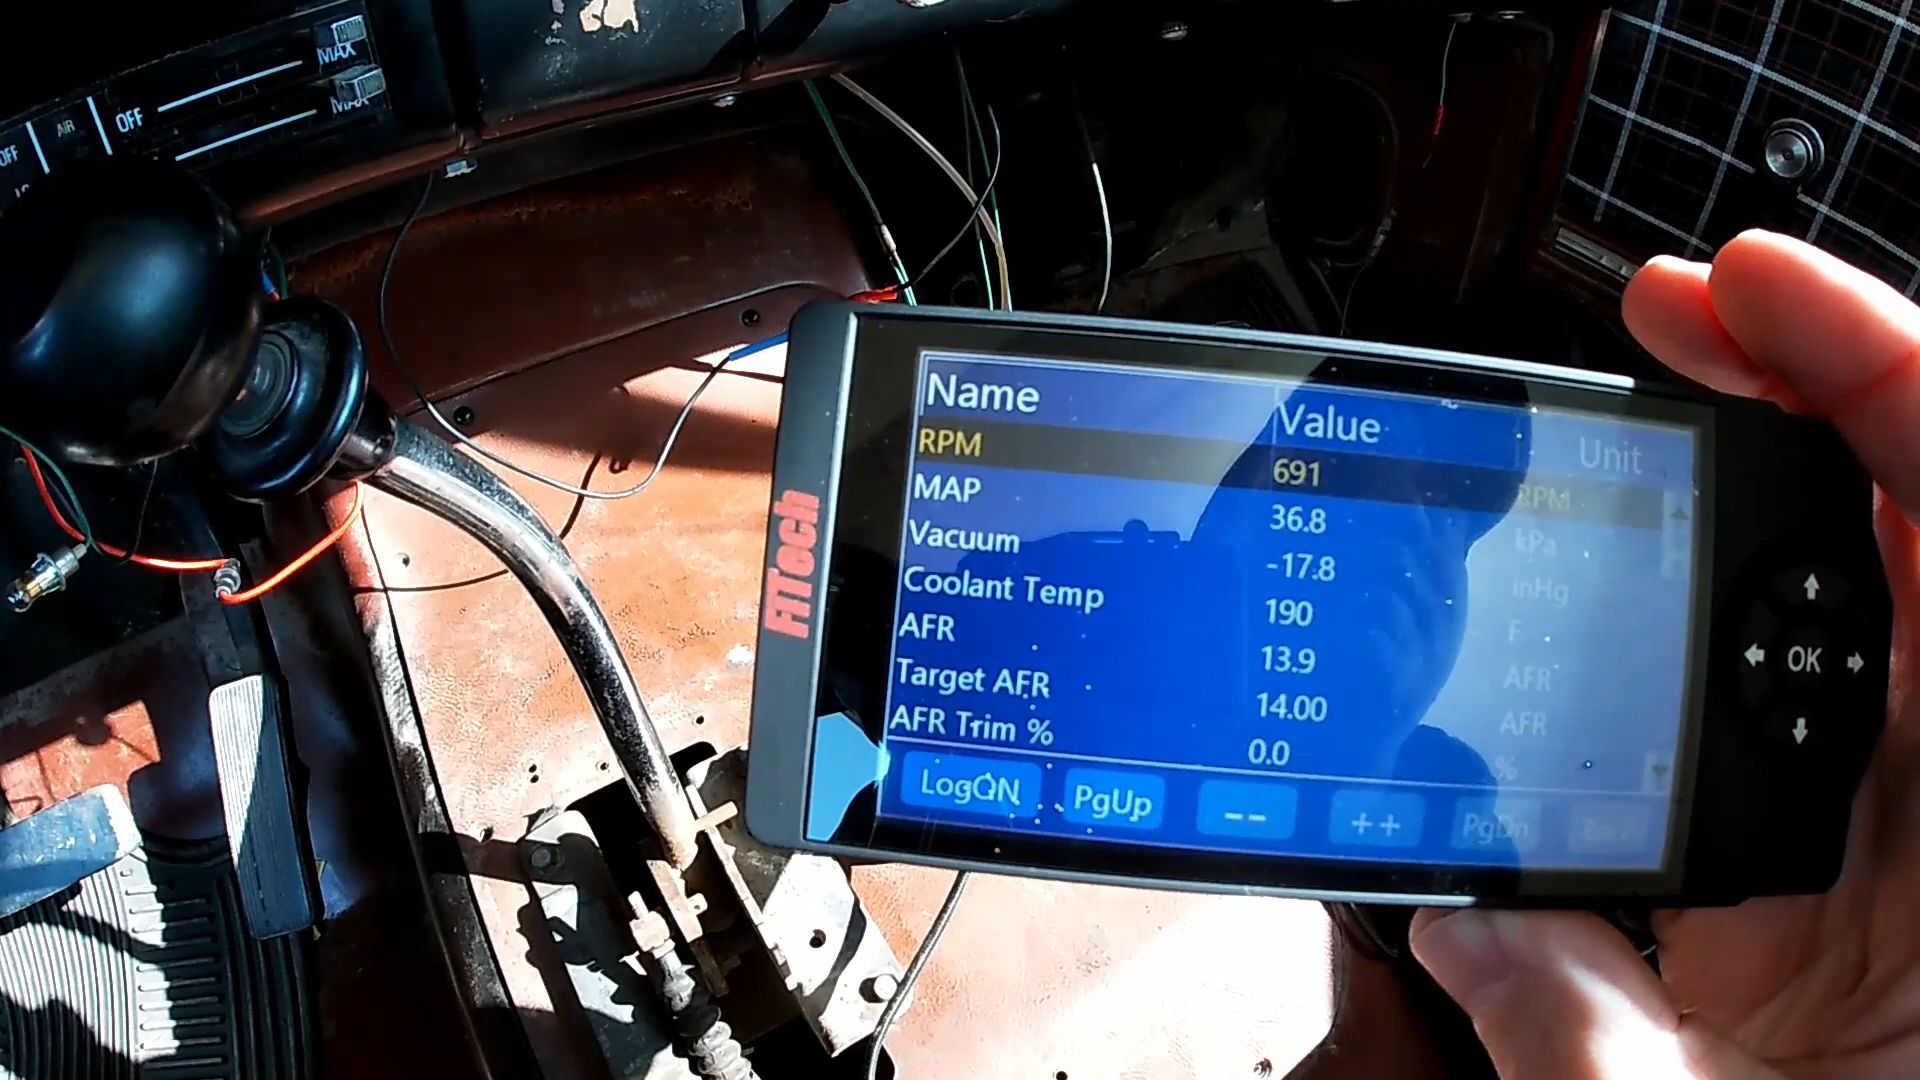 MAX
OFF
AIR
MAX
OFF
FITech
Name Value Unit
RPM 691 RPM
MAP 36.8 kPa
Vacuum -17.8 inHg
Coolant Temp 190 F
AFR 13.9 AFR
Target AFR 14.00 AFR
AFR Trim % 0.0 %
LogON PgUp -- ++ PgDn
OK